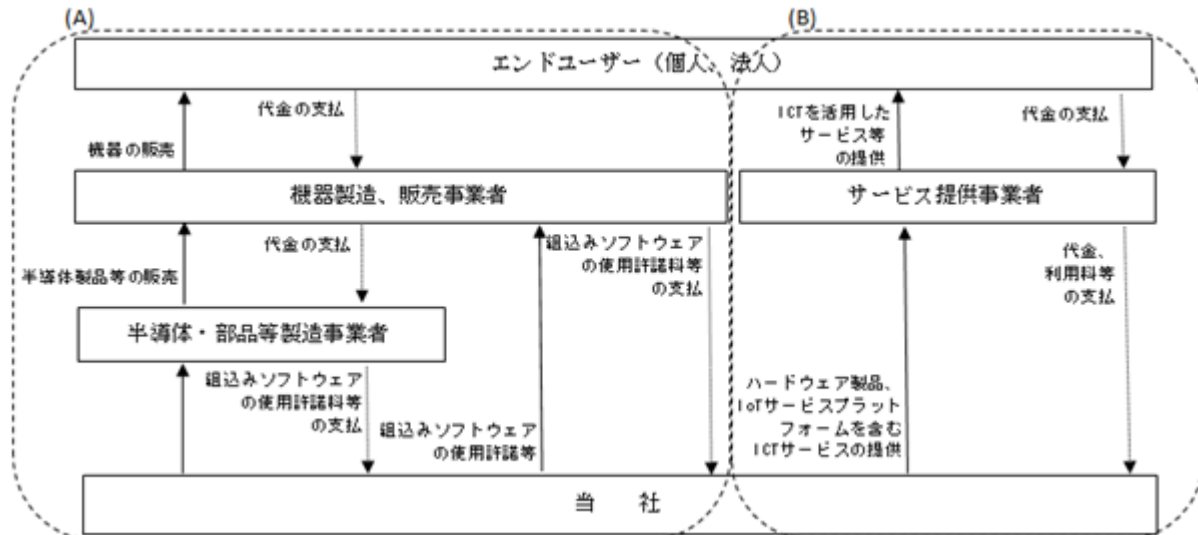 (A)
(B)
エンドユーザー（個人、法人）
代金の支払
機器の販売
ICTを活用した
サービス等
の提供
代金の支払
機器製造、販売事業者
サービス提供事業者
代金の支払
半導体製品等の販売
組込みソフトウェア
の使用許諾料等
の支払
代金、
利用料等
の支払
半導体・部品等製造事業者
組込みソフトウェア
の使用許諾料等
の支払
組込みソフトウェア
の使用許諾等
ハードウェア製品、
IoTサービスプラット
フォームを含む
ICTサービスの提供
当　社